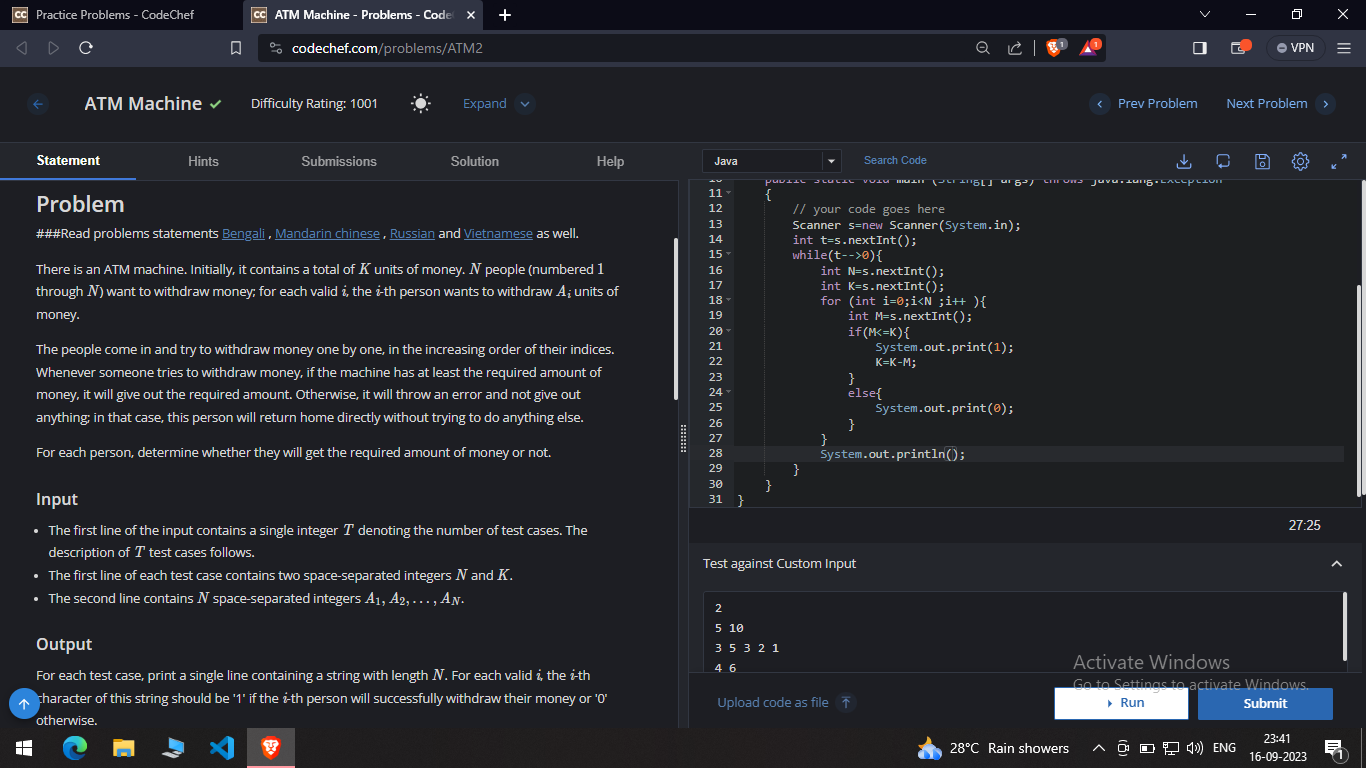 Practice Problems - CodeChef
ATM Machine - Problems - Code
codechef.com/problems/ATM2
1
1
VPN
ATM Machine
Difficulty Rating: 1001
Expand
Prev Problem
Next Problem
Statement
Hints
Submissions
Solution
Help
Problem
###Read problems statements Bengali , Mandarin chinese , Russian and Vietnamese as well.
There is an ATM machine. Initially, it contains a total of K units of money. N people (numbered 1
through N) want to withdraw money; for each valid i, the i-th person wants to withdraw A_i units of
money.
The people come in and try to withdraw money one by one, in the increasing order of their indices.
Whenever someone tries to withdraw money, if the machine has at least the required amount of
money, it will give out the required amount. Otherwise, it will throw an error and not give out
anything; in that case, this person will return home directly without trying to do anything else.
For each person, determine whether they will get the required amount of money or not.
Input
• The first line of the input contains a single integer T denoting the number of test cases. The
description of T test cases follows.
• The first line of each test case contains two space-separated integers N and K.
• The second line contains N space-separated integers A_1, A_2, . . . , A_N.
Output
For each test case, print a single line containing a string with length N. For each valid i, the i-th
character of this string should be '1' if the i-th person will successfully withdraw their money or '0'
otherwise.
Java
Search Code
10 public static void main (String[] args) throws java.lang.Exception
11 {
12 // your code goes here
13 Scanner s=new Scanner(System.in);
14 int t=s.nextInt();
15 while(t-->0){
16 int N=s.nextInt();
17 int K=s.nextInt();
18 for (int i=0;i<N ;i++ ){
19 int M=s.nextInt();
20 if(M<=K){
21 System.out.print(1);
22 K=K-M;
23 }
24 else{
25 System.out.print(0);
26 }
27 }
28 System.out.println();
29 }
30 }
31 }
27:25
Test against Custom Input
2
5 10
3 5 3 2 1
4 6
Activate Windows
Go to Settings to activate Windows.
Upload code as file
Run
Submit
28°C Rain showers
ENG
23:41
16-09-2023
1